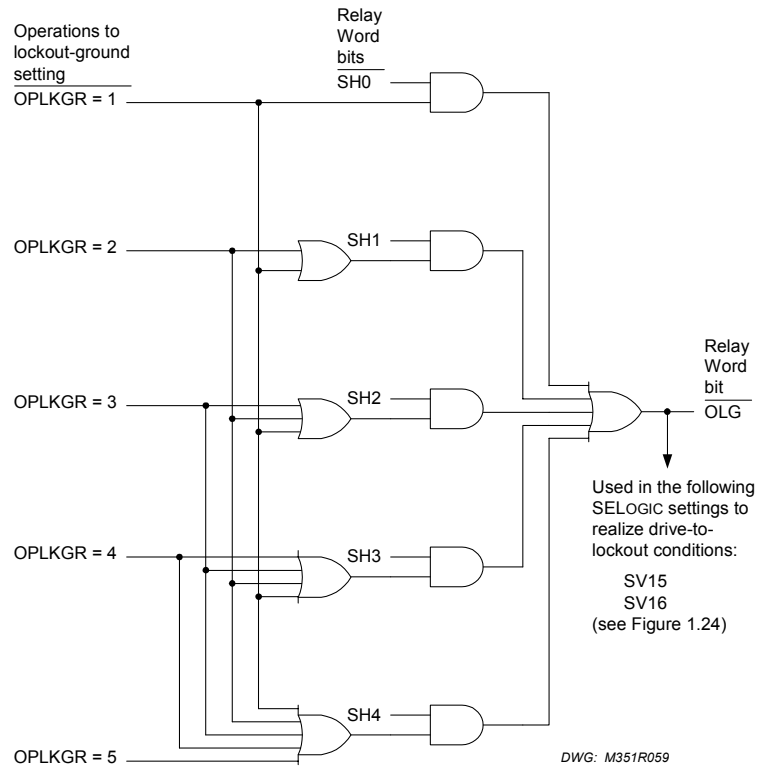 Operations to
lockout-ground
setting
OPLKGR = 1
Relay
Word
bits
SH0
OPLKGR = 2
SH1
OPLKGR = 3
SH2
Relay
Word
bit
OLG
Used in the following
SELOGIC settings to
realize drive-to-
lockout conditions:
SV15
SV16
(see Figure 1.24)
OPLKGR = 4
SH3
SH4
OPLKGR = 5
DWG: M351R059